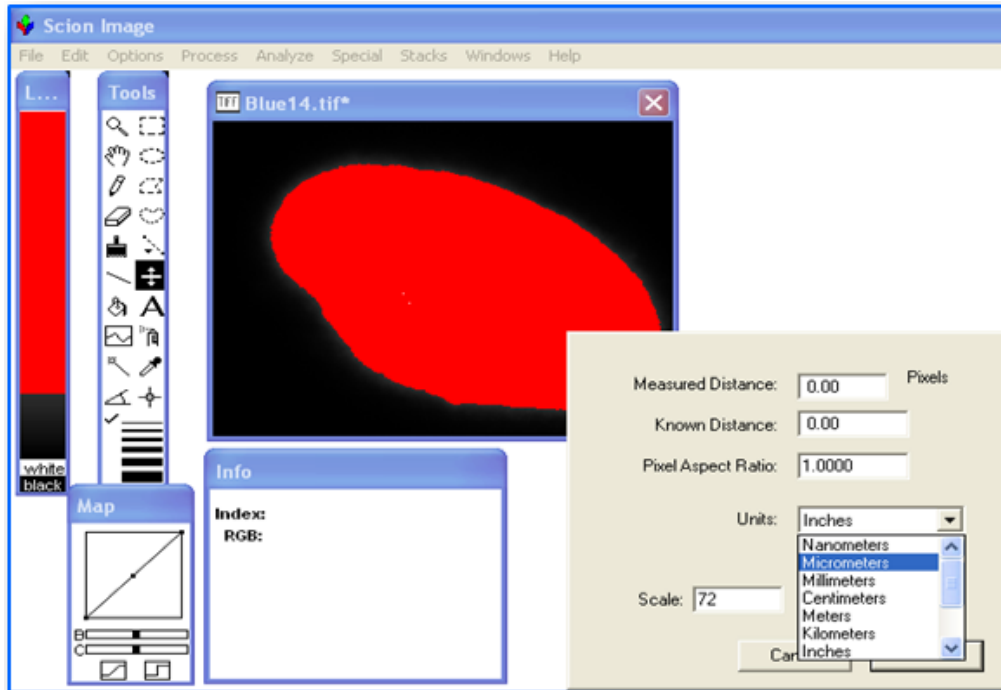 Scion Image
File Edit Options Process Analyze Special Stacks Windows Help
L...
Tools
TIFF Blue14.tif*
A
white
black
Map
B
C
Info
Index:
RGB:
Measured Distance: 0.00 Pixels
Known Distance: 0.00
Pixel Aspect Ratio: 1.0000
Units: Inches
Nanometers
Micrometers
Millimeters
Centimeters
Meters
Kilometers
Inches
Scale: 72